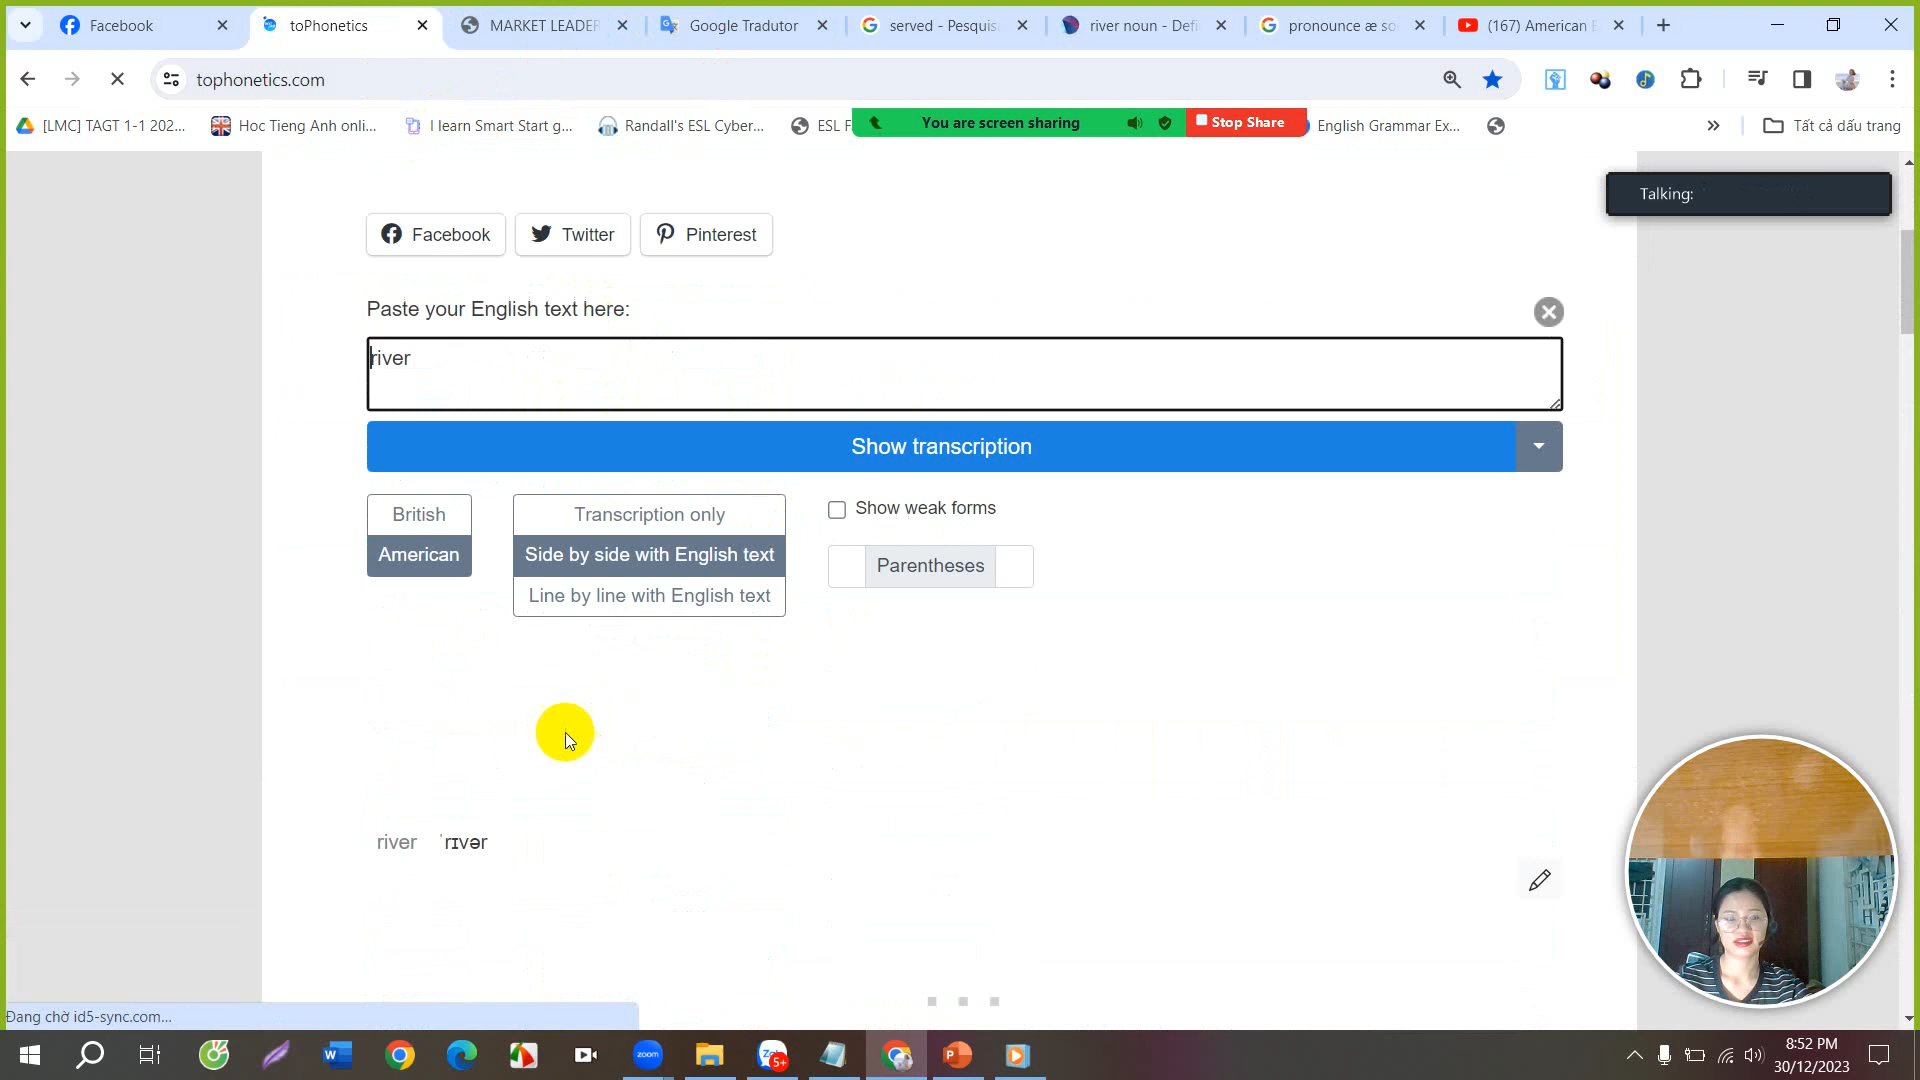 Facebook
toPhonetics
MARKET LEADER
Google Tradutor
served - Pesquis
river noun - Defi
pronounce æ so
(167) American E
tophonetics.com
[LMC] TAGT 1-1 202...
Hoc Tieng Anh onli...
I learn Smart Start g...
Randall's ESL Cyber...
ESL F
You are screen sharing
Stop Share
English Grammar Ex...
»
Tất cả dấu trang
Talking:
Facebook
Twitter
Pinterest
Paste your English text here:
river
Show transcription
British
American
Transcription only
Side by side with English text
Line by line with English text
Show weak forms
Parentheses
river ˈrɪvər
Đang chờ id5-sync.com...
zoom
5+
8:52 PM
30/12/2023